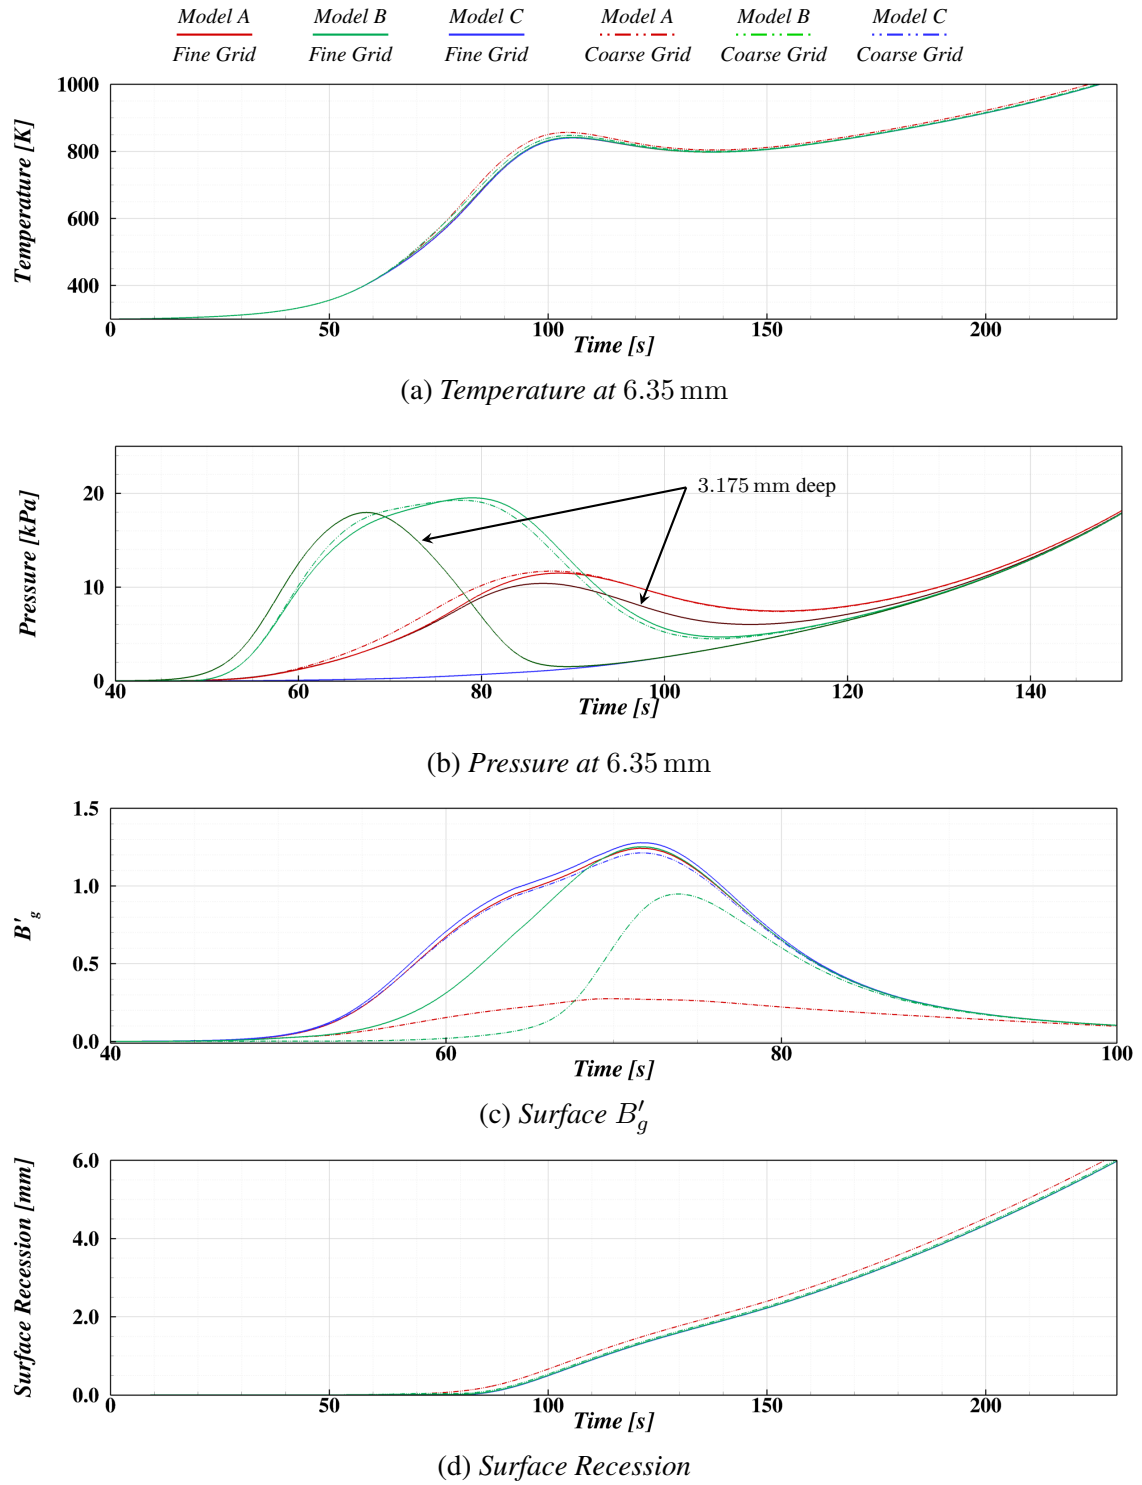 Model A Model B Model C Model A Model B Model C
Fine Grid Fine Grid Fine Grid Coarse Grid Coarse Grid Coarse Grid
Temperature [K]
1000
800
600
400
0 50 100 150 200
Time [s]
(a) Temperature at 6.35 mm
Pressure [kPa]
20
10
0
3.175 mm deep
40 60 80 100 120 140
Time [s]
(b) Pressure at 6.35 mm
B'g
1.5
1.0
0.5
0.0
40 60 80 100
Time [s]
(c) Surface B′g
Surface Recession [mm]
6.0
4.0
2.0
0.0
0 50 100 150 200
Time [s]
(d) Surface Recession